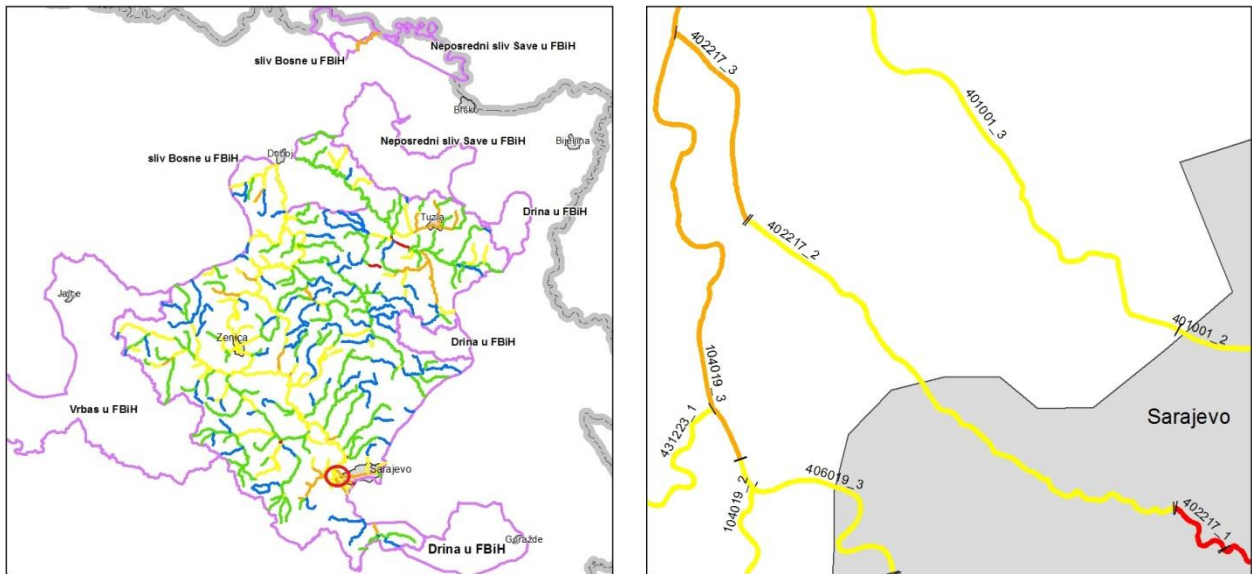 sliv Bosne u FBiH
Neposredni sliv Save u FBiH
Brčko
Bijeljina
Neposredni sliv Save u FBiH
sliv Bosne u FBiH
Doboj
Tuzla
Drina u FBiH
Jajce
Zenica
Drina u FBiH
Vrbas u FBiH
Sarajevo
Goražde
Drina u FBiH
402217_3
401001_3
402217_2
401001_2
104019_3
431223_1
Sarajevo
406019_3
104019_2
402217_1